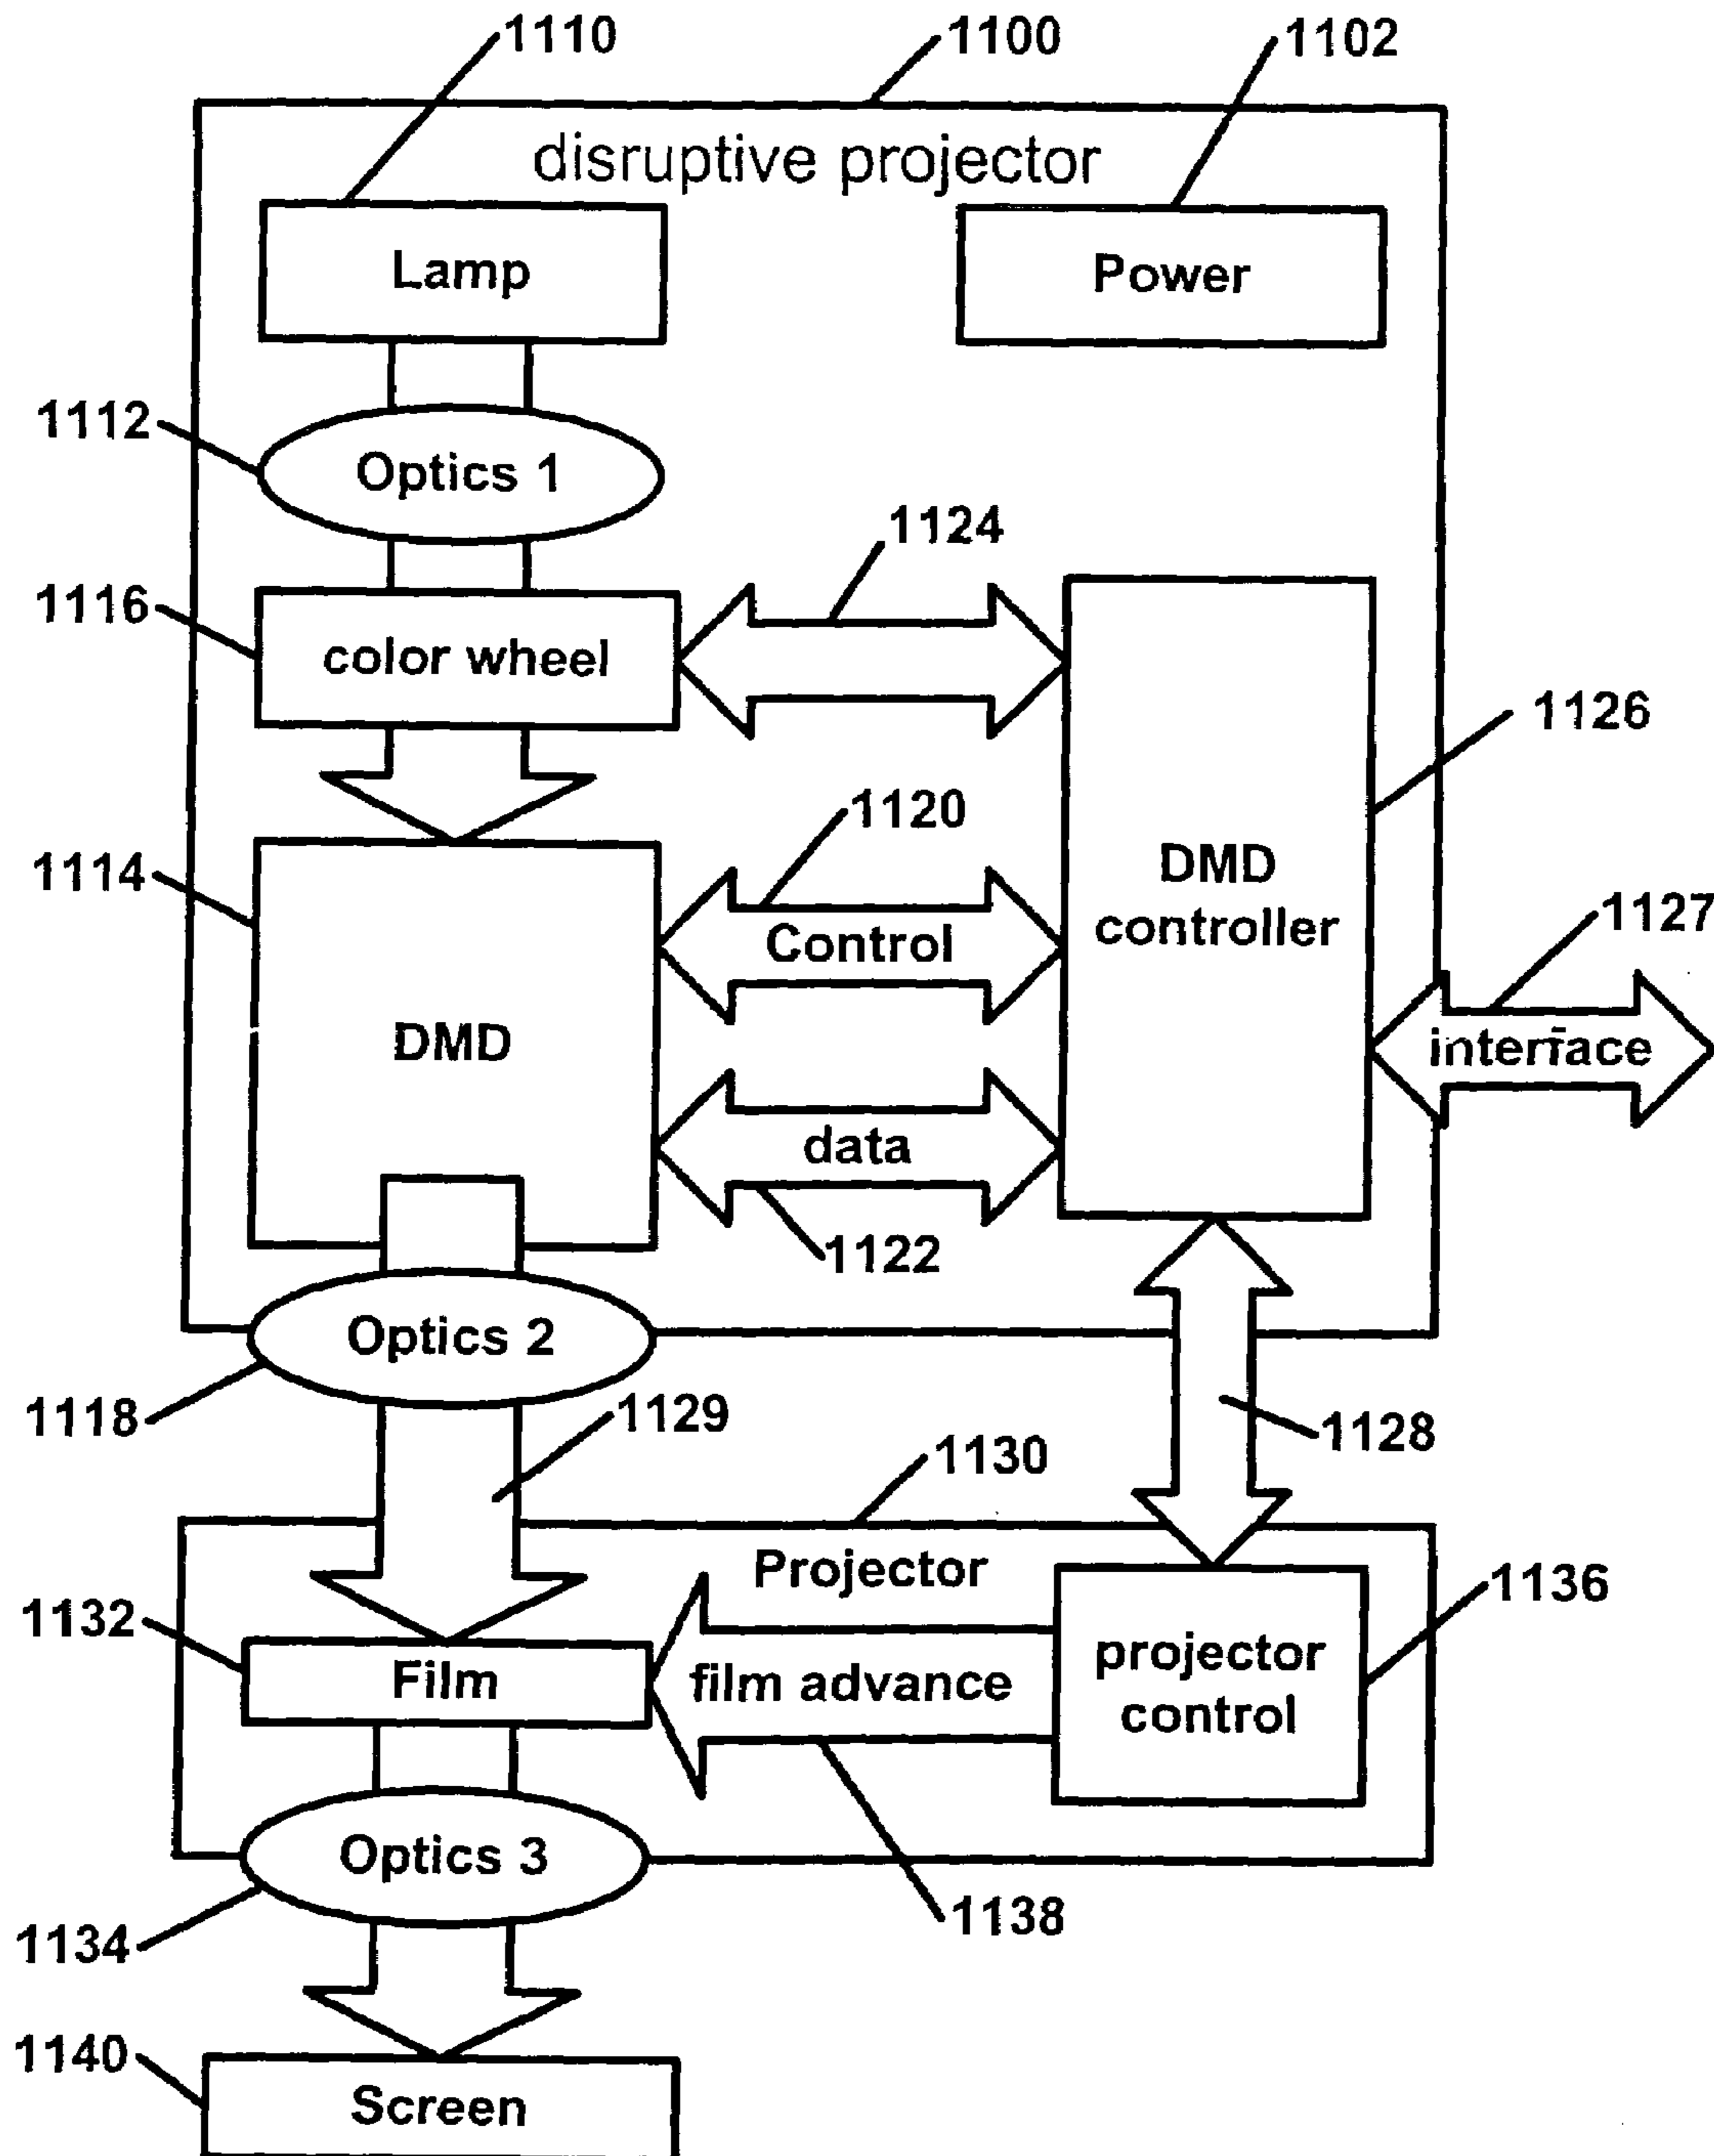 1110
1100
1102
disruptive projector
Lamp
Power
1112
Optics 1
1124
1116
color wheel
1126
1120
1114
DMD
controller
1127
Control
DMD
interface
data
1122
Optics 2
1118
1129
1128
1130
Projector
1136
1132
Film
film advance
projector
control
Optics 3
1138
1134
1140
Screen